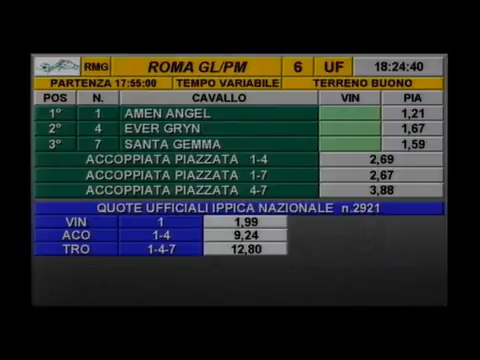 RMG ROMA GL/PM 6 UF 18:24:40
PARTENZA 17:55:00 TEMPO VARIABILE TERRENO BUONO
POS N. CAVALLO VIN PIA
1° 1 AMEN ANGEL 1,21
2° 4 EVER GRYN 1,67
3° 7 SANTA GEMMA 1,59
ACCOPPIATA PIAZZATA 1-4 2,69
ACCOPPIATA PIAZZATA 1-7 2,67
ACCOPPIATA PIAZZATA 4-7 3,88
QUOTE UFFICIALI IPPICA NAZIONALE n.2921
VIN 1 1,99
ACO 1-4 9,24
TRO 1-4-7 12,80